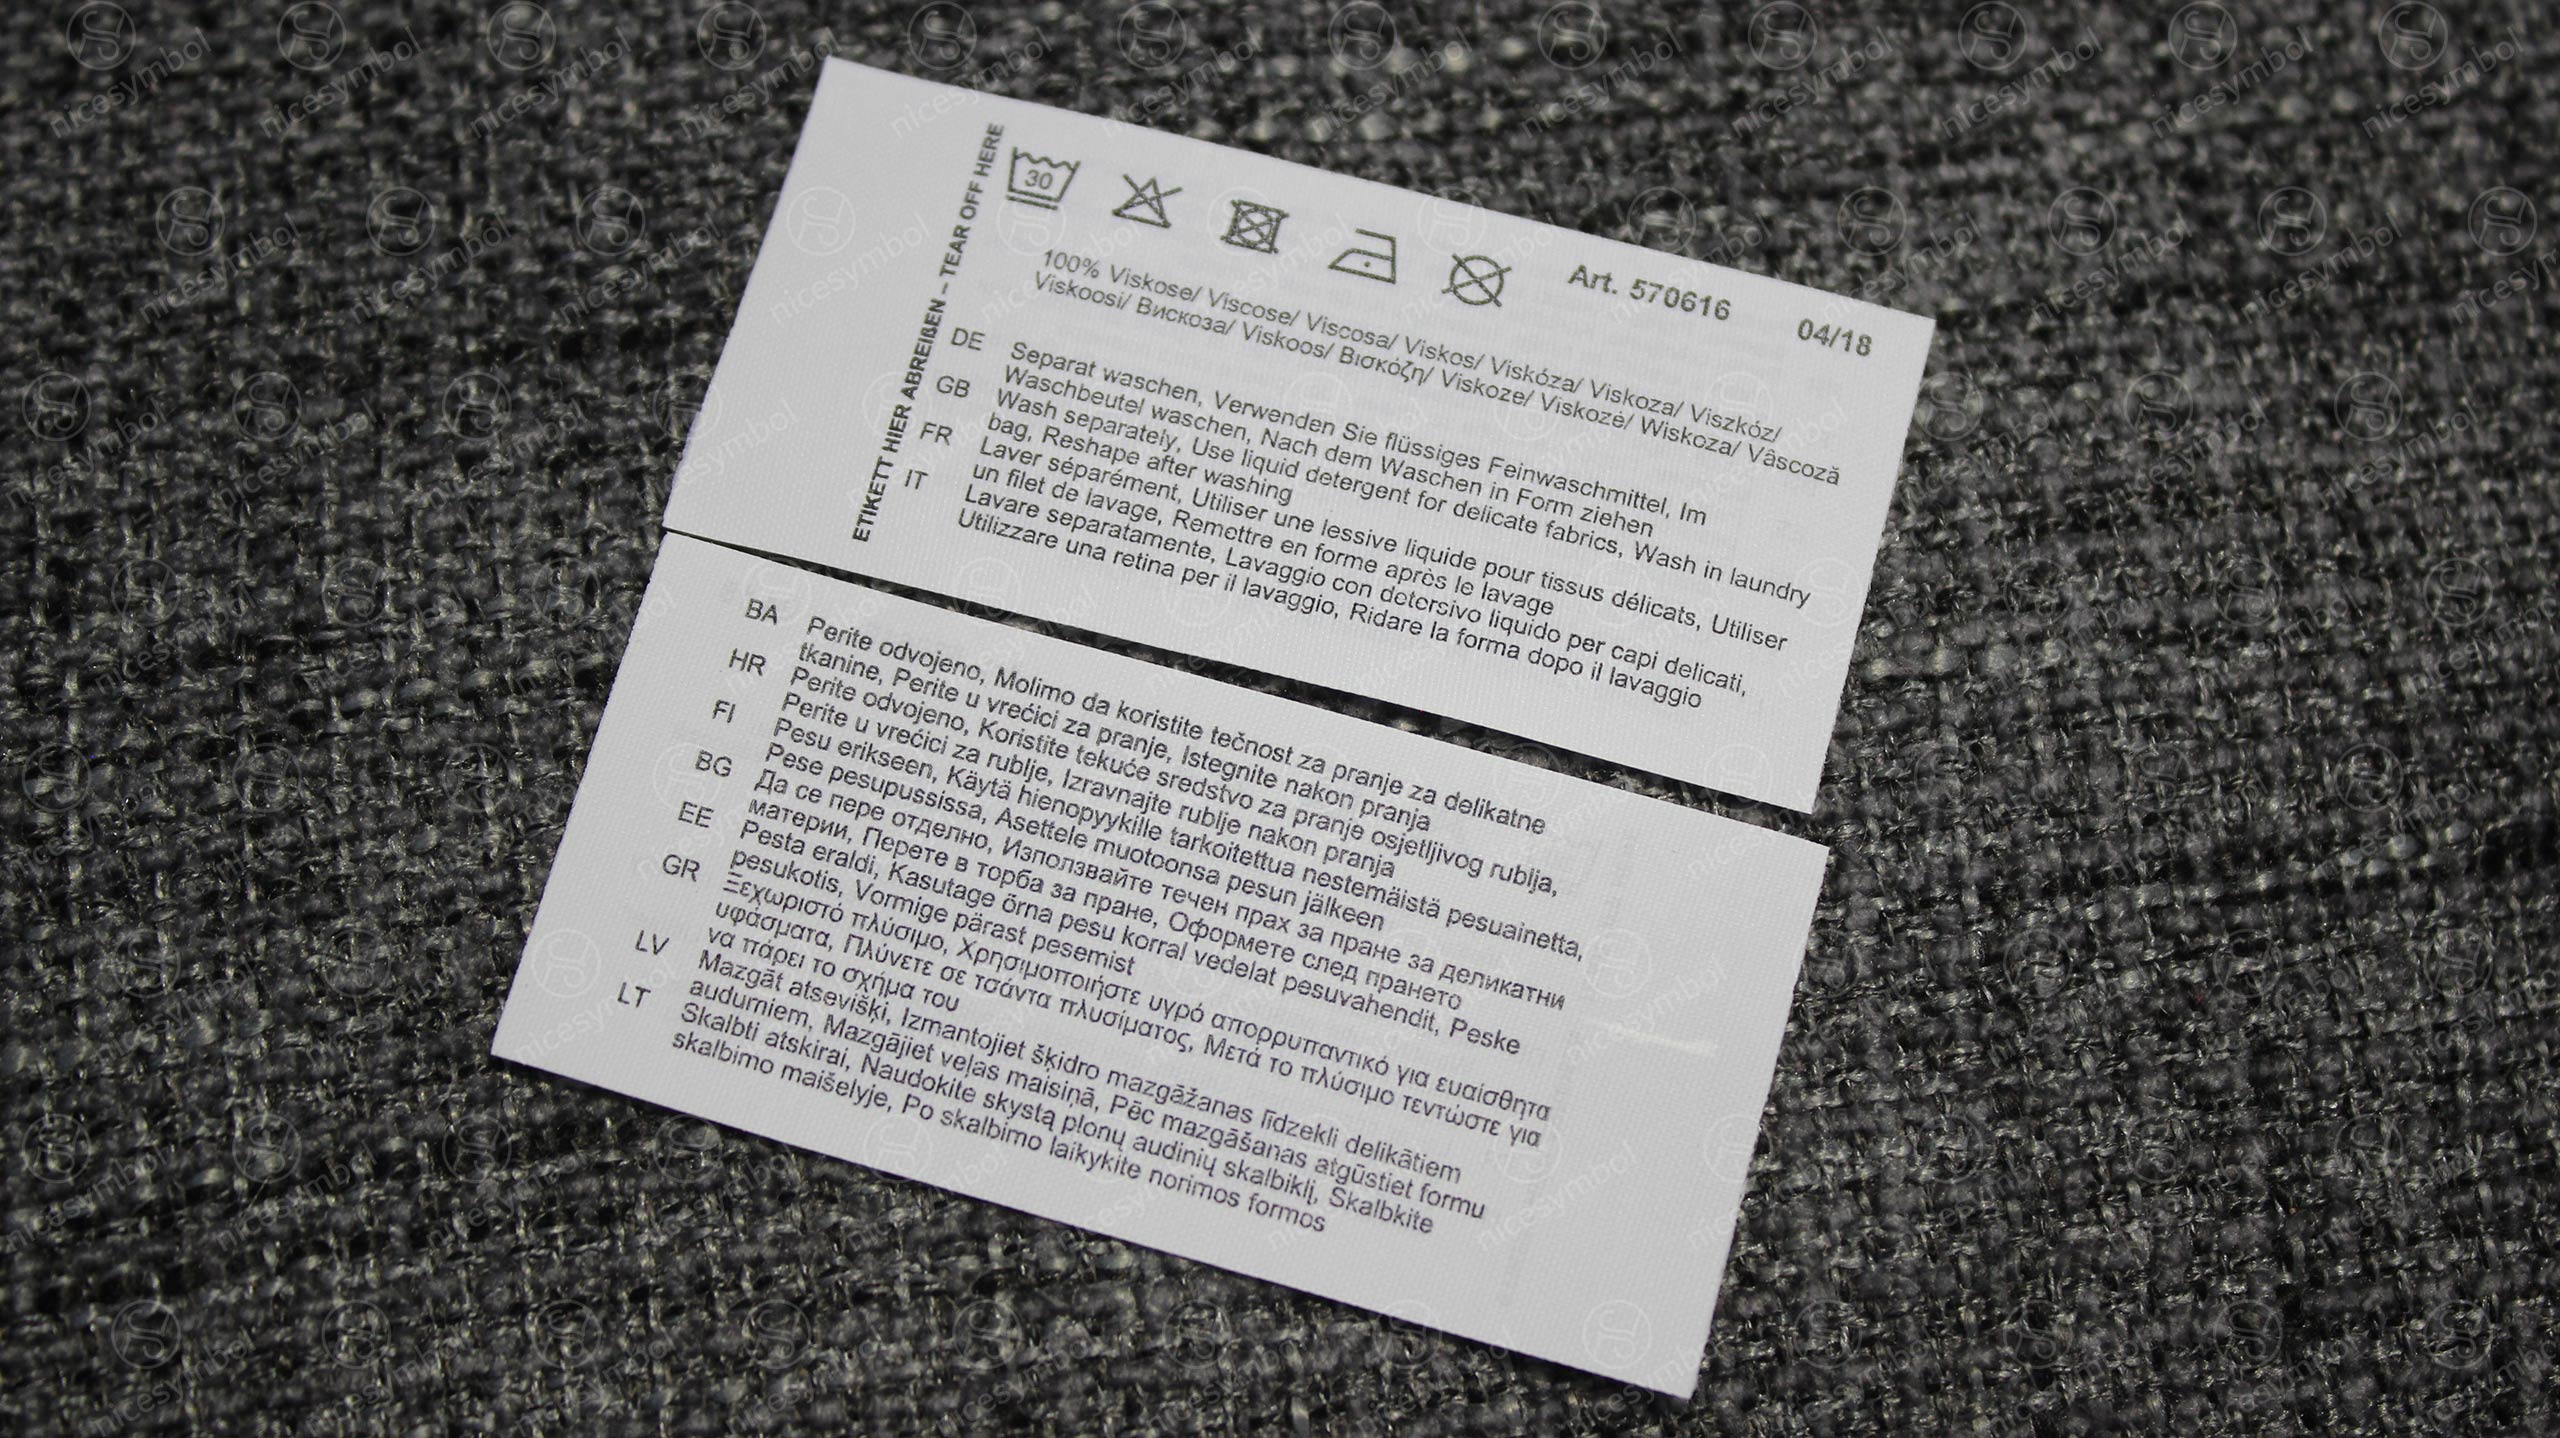 ETIKETT HIER ABREIßEN – TEAR OFF HERE
30
Art. 570616 04/18
100% Viskose/ Viscose/ Viscosa/ Viskos/ Viskóza/ Viskoza/ Viszkóz/
Viskoosi/ Вискоза/ Viskoos/ Βισκόζη/ Viskoze/ Viskozė/ Wiskoza/ Vâscoză
DE Separat waschen, Verwenden Sie flüssiges Feinwaschmittel, Im
Waschbeutel waschen, Nach dem Waschen in Form ziehen
GB Wash separately, Use liquid detergent for delicate fabrics, Wash in laundry
bag, Reshape after washing
FR Laver séparément, Utiliser une lessive liquide pour tissus délicats, Utiliser
un filet de lavage, Remettre en forme après le lavage
IT Lavare separatamente, Lavaggio con detersivo liquido per capi delicati,
Utilizzare una retina per il lavaggio, Ridare la forma dopo il lavaggio
BA Perite odvojeno, Molimo da koristite tečnost za pranje za delikatne
tkanine, Perite u vrećici za pranje, Istegnite nakon pranja
HR Perite odvojeno, Koristite tekuće sredstvo za pranje osjetljivog rublja,
Perite u vrećici za rublje, Izravnajte rublje nakon pranja
FI Pesu erikseen, Käytä hienopyykille tarkoitettua nestemäistä pesuainetta,
Pese pesupussissa, Asettele muotoonsa pesun jälkeen
BG Да се пере отделно, Използвайте течен прах за пране за деликатни
материи, Перете в торба за пране, Оформете след прането
EE Pesta eraldi, Kasutage õrna pesu korral vedelat pesuvahendit, Peske
pesukotis, Vormige pärast pesemist
GR Ξεχωριστό πλύσιμο, Χρησιμοποιήστε υγρό απορρυπαντικό για ευαίσθητα
υφάσματα, Πλύνετε σε τσάντα πλυσίματος, Μετά το πλύσιμο τεντώστε για
να πάρει το σχήμα του
LV Mazgāt atsevišķi, Izmantojiet šķidro mazgāžanas līdzekli delikātiem
audumiem, Mazgājiet veļas maisiņā, Pēc mazgāšanas atgūstiet formu
LT Skalbti atskirai, Naudokite skystą plonų audinių skalbiklį, Skalbkite
skalbimo maišelyje, Po skalbimo laikykite norimos formos
nicesymbol